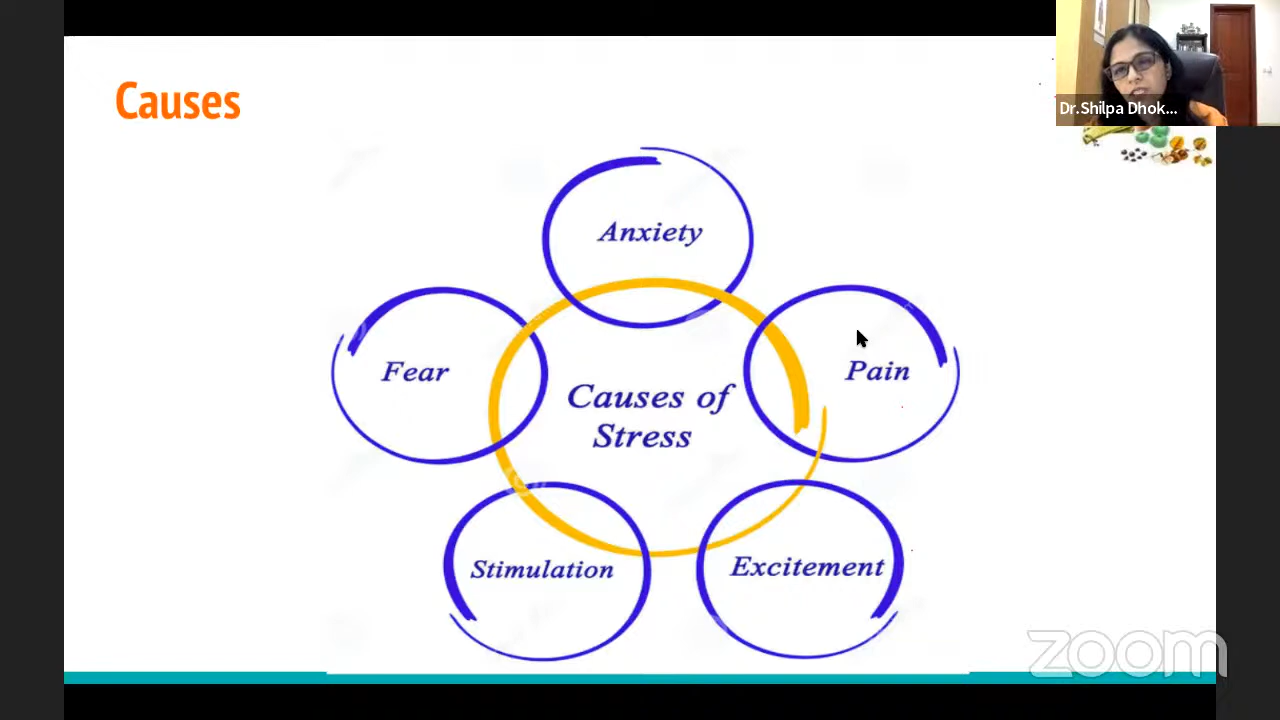 Causes
Dr.Shilpa Dhok...
Anxiety
Fear
Pain
Causes of
Stress
Stimulation
Excitement
zoom